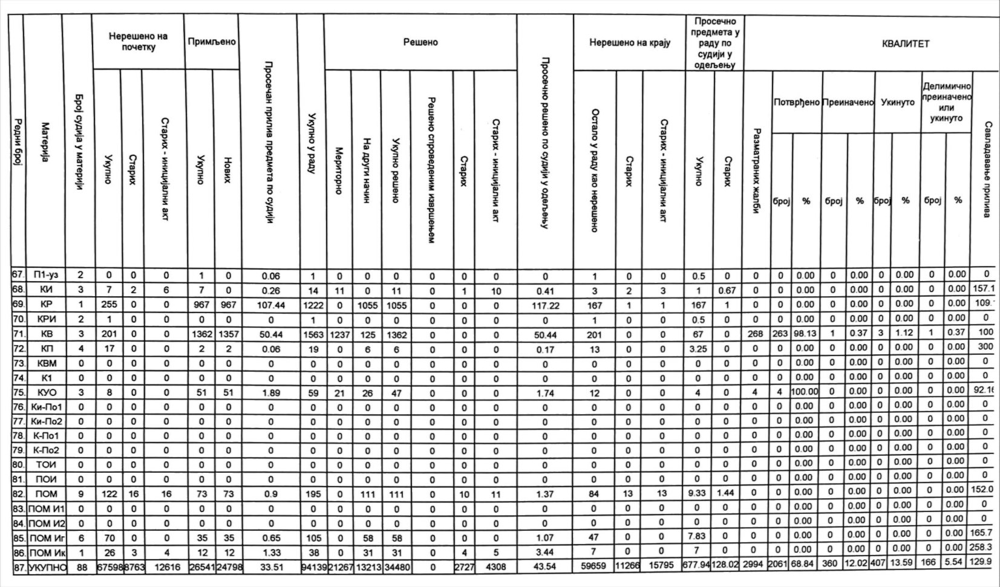 Редни број
Материја
Број судија у материји
Нерешено на почетку
Укупно
Старих
Старих - иницијални акт
Примљено
Укупно
Нових
Просечан прилив предмета по судији
Укупно у раду
Решено
Мериторно
На други начин
Укупно решено
Решено спроведеним извршењем
Старих
Старих - иницијални акт
Просечно решено по судији у одељењу
Нерешено на крају
Остало у раду као нерешено
Старих
Старих - иницијални акт
Просечно предмета у раду по судији у одељењу
Укупно
Старих
КВАЛИТЕТ
Разматраних жалби
Потврђено
број %
Преиначено
број %
Укинуто
број %
Делимично преиначено или укинуто
број %
Савладавање прилива
67. П1-уз 2 0 0 0 1 0 0.06 1 0 0 0 0 0 0 0 1 0 0 0.5 0 0 0 0.00 0 0.00 0 0.00 0 0.00 0
68. КИ 3 7 2 6 7 0 0.26 14 11 0 11 0 1 10 0.41 3 2 3 1 0.67 0 0 0.00 0 0.00 0 0.00 0 0.00 157.1
69. КР 1 255 0 0 967 967 107.44 1222 0 1055 1055 0 0 0 117.22 167 1 1 167 1 0 0 0.00 0 0.00 0 0.00 0 0.00 109.
70. КРИ 2 1 0 0 0 0 0 1 0 0 0 0 0 0 0 1 0 0 0.5 0 0 0 0.00 0 0.00 0 0.00 0 0.00 0
71. КВ 3 201 0 0 1362 1357 50.44 1563 1237 125 1362 0 0 0 50.44 201 0 0 67 0 268 263 98.13 1 0.37 3 1.12 1 0.37 100
72. КП 4 17 0 0 2 2 0.06 19 0 6 6 0 0 0 0.17 13 0 0 3.25 0 0 0 0.00 0 0.00 0 0.00 0 0.00 300
73. КВМ 0 0 0 0 0 0 0 0 0 0 0 0 0 0 0 0 0 0 0 0 0 0 0.00 0 0.00 0 0.00 0 0.00 0
74. К1 0 0 0 0 0 0 0 0 0 0 0 0 0 0 0 0 0 0 0 0 0 0 0.00 0 0.00 0 0.00 0 0.00 0
75. КУО 3 8 0 0 51 51 1.89 59 21 26 47 0 0 0 1.74 12 0 0 4 0 4 4 100.00 0 0.00 0 0.00 0 0.00 92.16
76. Ки-По1 0 0 0 0 0 0 0 0 0 0 0 0 0 0 0 0 0 0 0 0 0 0 0.00 0 0.00 0 0.00 0 0.00 0
77. Ки-По2 0 0 0 0 0 0 0 0 0 0 0 0 0 0 0 0 0 0 0 0 0 0 0.00 0 0.00 0 0.00 0 0.00 0
78. К-По1 0 0 0 0 0 0 0 0 0 0 0 0 0 0 0 0 0 0 0 0 0 0 0.00 0 0.00 0 0.00 0 0.00 0
79. К-По2 0 0 0 0 0 0 0 0 0 0 0 0 0 0 0 0 0 0 0 0 0 0 0.00 0 0.00 0 0.00 0 0.00 0
80. ТОИ 0 0 0 0 0 0 0 0 0 0 0 0 0 0 0 0 0 0 0 0 0 0 0.00 0 0.00 0 0.00 0 0.00 0
81. ПОИ 0 0 0 0 0 0 0 0 0 0 0 0 0 0 0 0 0 0 0 0 0 0 0.00 0 0.00 0 0.00 0 0.00 0
82. ПОМ 9 122 16 16 73 73 0.9 195 0 111 111 0 10 11 1.37 84 13 13 9.33 1.44 0 0 0.00 0 0.00 0 0.00 0 0.00 152.0
83. ПОМ И1 0 0 0 0 0 0 0 0 0 0 0 0 0 0 0 0 0 0 0 0 0 0 0.00 0 0.00 0 0.00 0 0.00 0
84. ПОМ И2 0 0 0 0 0 0 0 0 0 0 0 0 0 0 0 0 0 0 0 0 0 0 0.00 0 0.00 0 0.00 0 0.00 0
85. ПОМ Иг 6 70 0 0 35 35 0.65 105 0 58 58 0 0 0 1.07 47 0 0 7.83 0 0 0 0.00 0 0.00 0 0.00 0 0.00 165.7
86. ПОМ Ик 1 26 3 4 12 12 1.33 38 0 31 31 0 4 5 3.44 7 0 0 7 0 0 0 0.00 0 0.00 0 0.00 0 0.00 258.3
87. УКУПНО 88 67598 8763 12616 26541 24798 33.51 94139 21267 13213 34480 0 2727 4308 43.54 59659 11266 15795 677.94 128.02 2994 2061 68.84 360 12.02 407 13.59 166 5.54 129.9